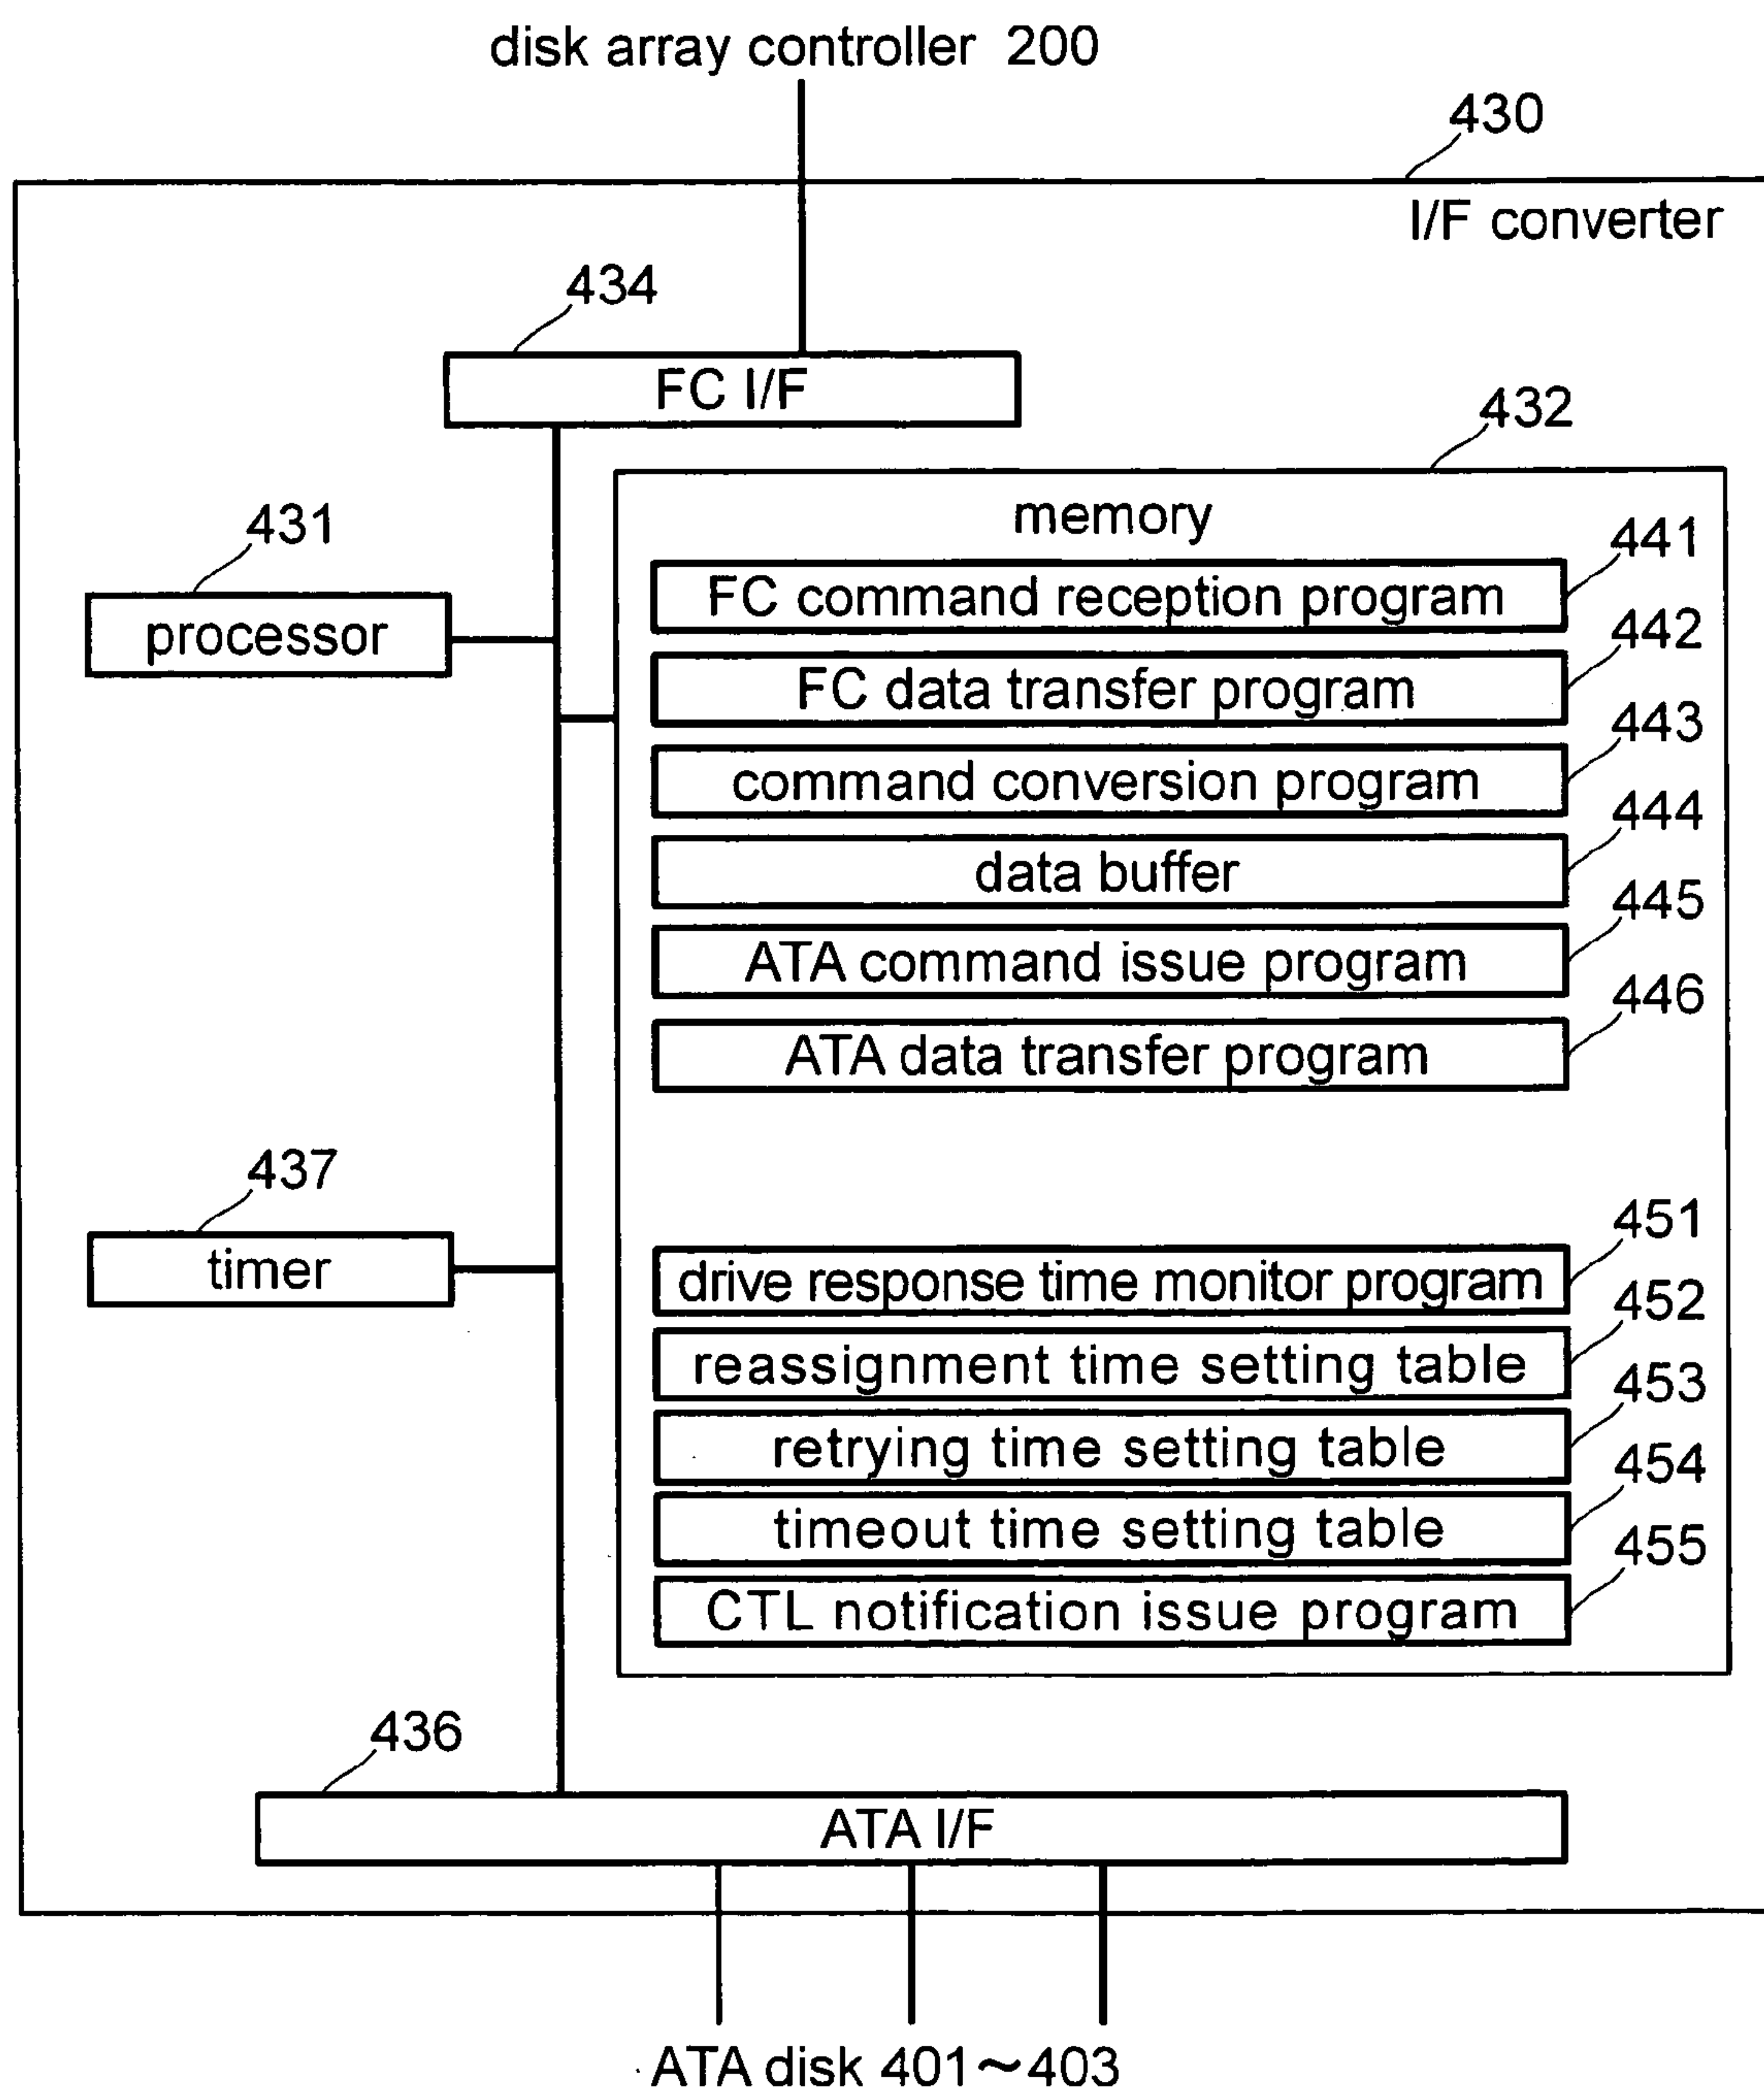 disk array controller 200
430
I/F converter
434
FC I/F
432
memory
431
processor
441
FC command reception program
442
FC data transfer program
443
command conversion program
444
data buffer
445
ATA command issue program
446
ATA data transfer program
437
timer
451
drive response time monitor program
452
reassignment time setting table
453
retrying time setting table
454
timeout time setting table
455
CTL notification issue program
436
ATA I/F
ATA disk 401~403